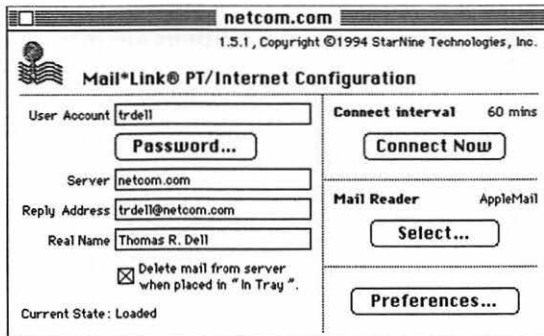 netcom.com
1.5.1, Copyright ©1994 StarNine Technologies, Inc.
Mail*Link® PT/Internet Configuration
User Account trdell
Password...
Server netcom.com
Reply Address trdell@netcom.com
Real Name Thomas R. Dell
Delete mail from server
when placed in "In Tray".
Current State: Loaded
Connect interval 60 mins
Connect Now
Mail Reader AppleMail
Select...
Preferences...